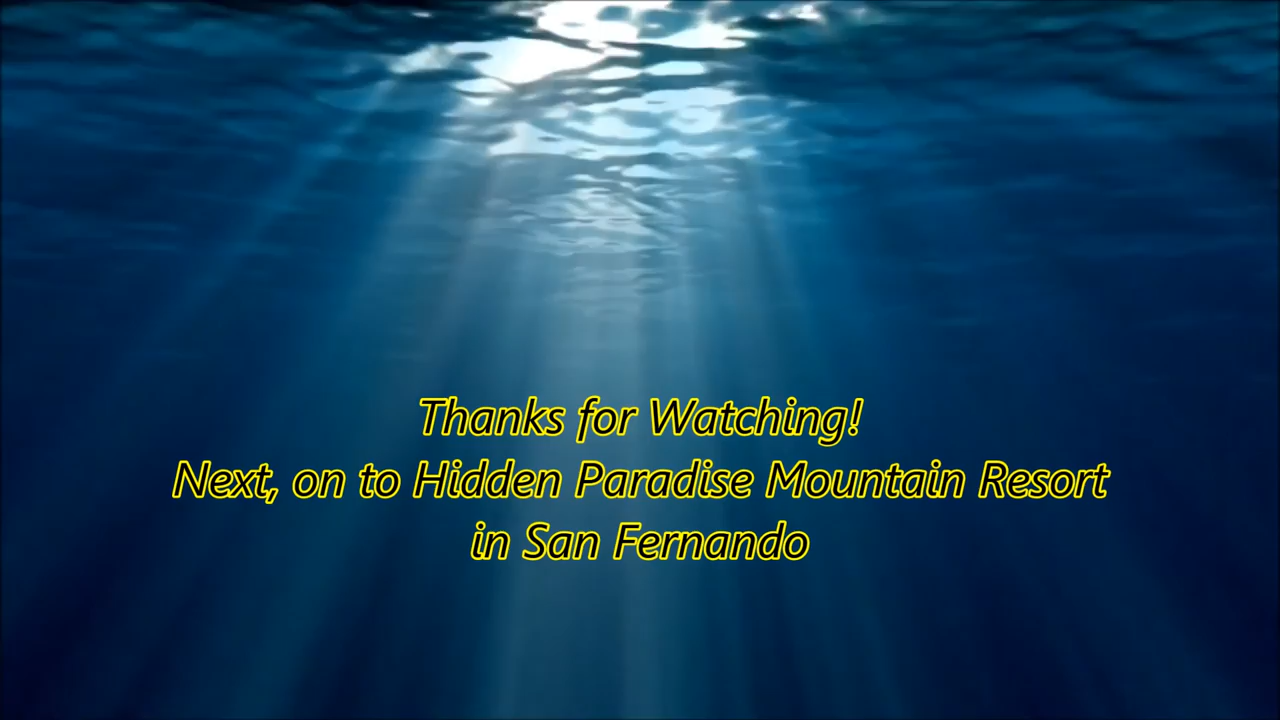 Thanks for Watching!
Next, on to Hidden Paradise Mountain Resort
in San Fernando